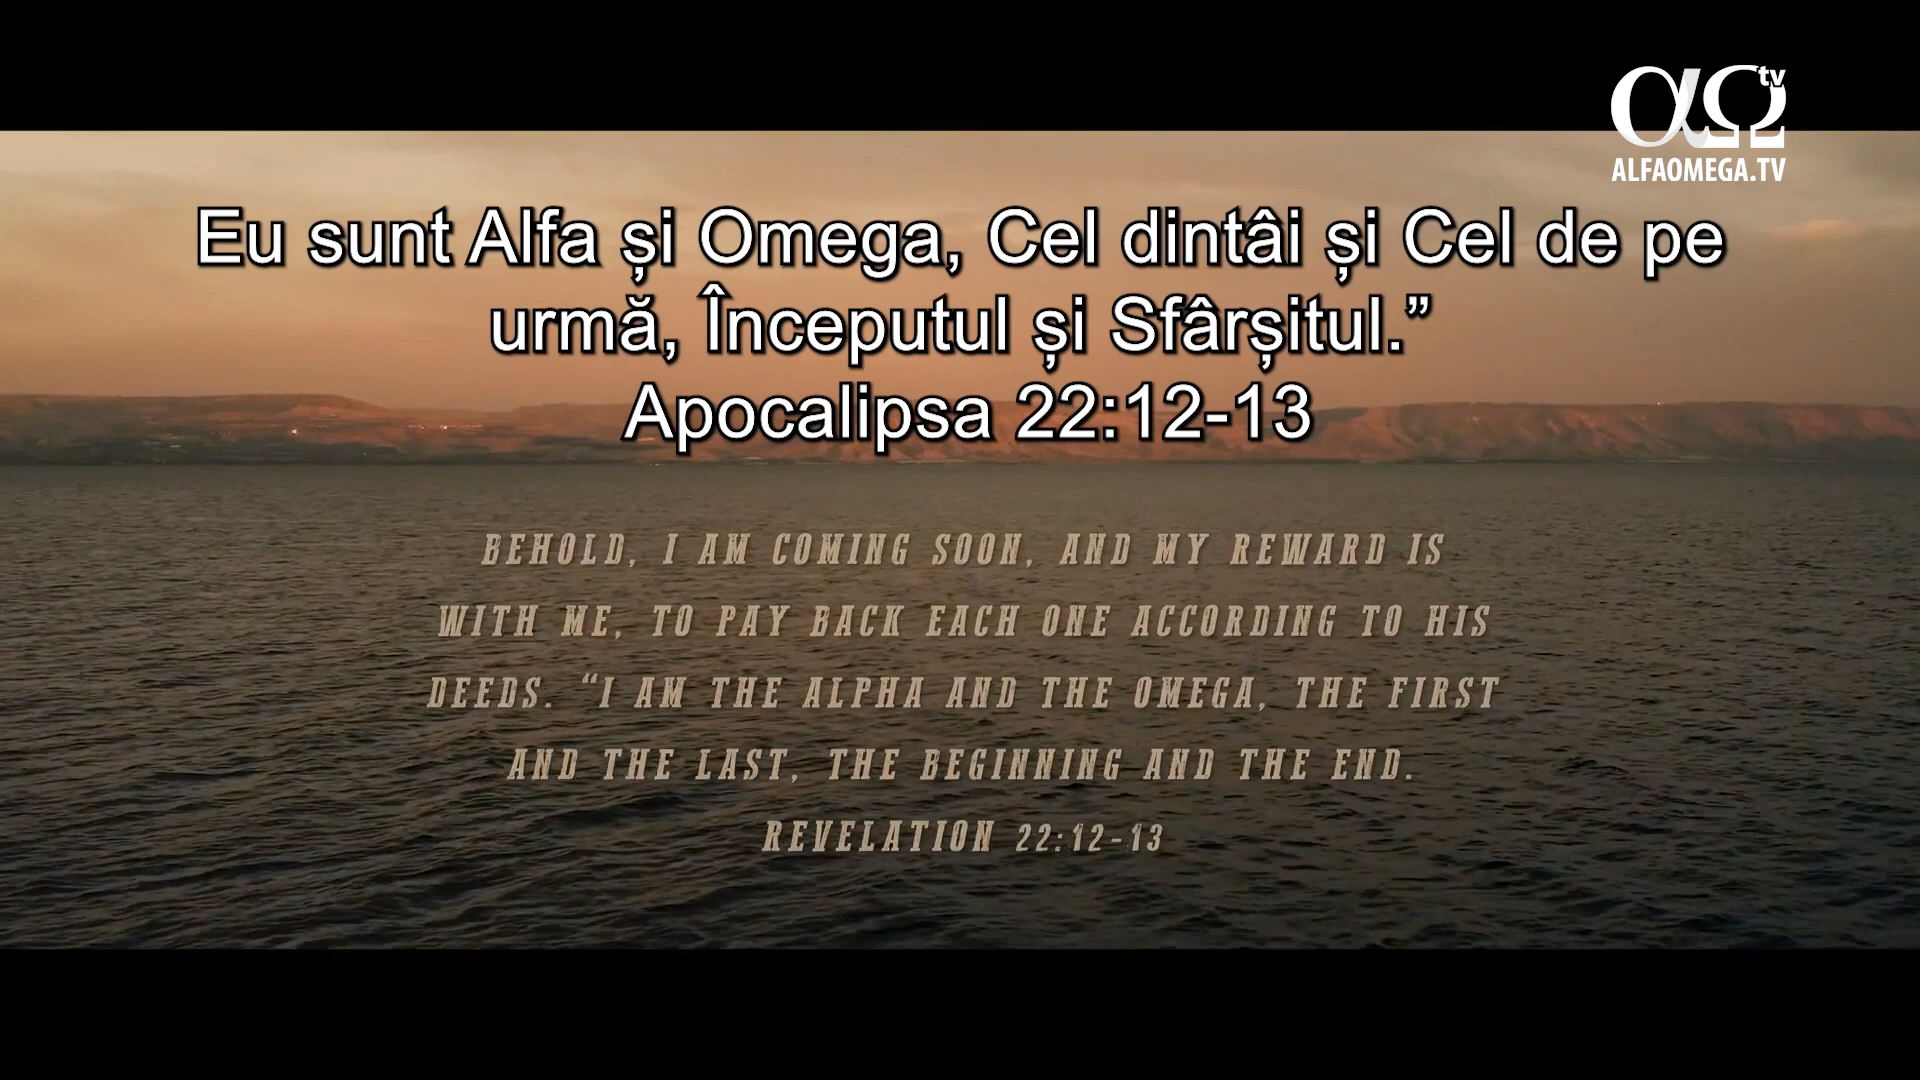 tv
ALFAOMEGA.TV
Eu sunt Alfa și Omega, Cel dintâi și Cel de pe
urmă, Începutul și Sfârșitul.”
Apocalipsa 22:12-13
BEHOLD, I AM COMING SOON, AND MY REWARD IS
WITH ME, TO PAY BACK EACH ONE ACCORDING TO HIS
DEEDS. “I AM THE ALPHA AND THE OMEGA, THE FIRST
AND THE LAST, THE BEGINNING AND THE END.
REVELATION 22:12-13